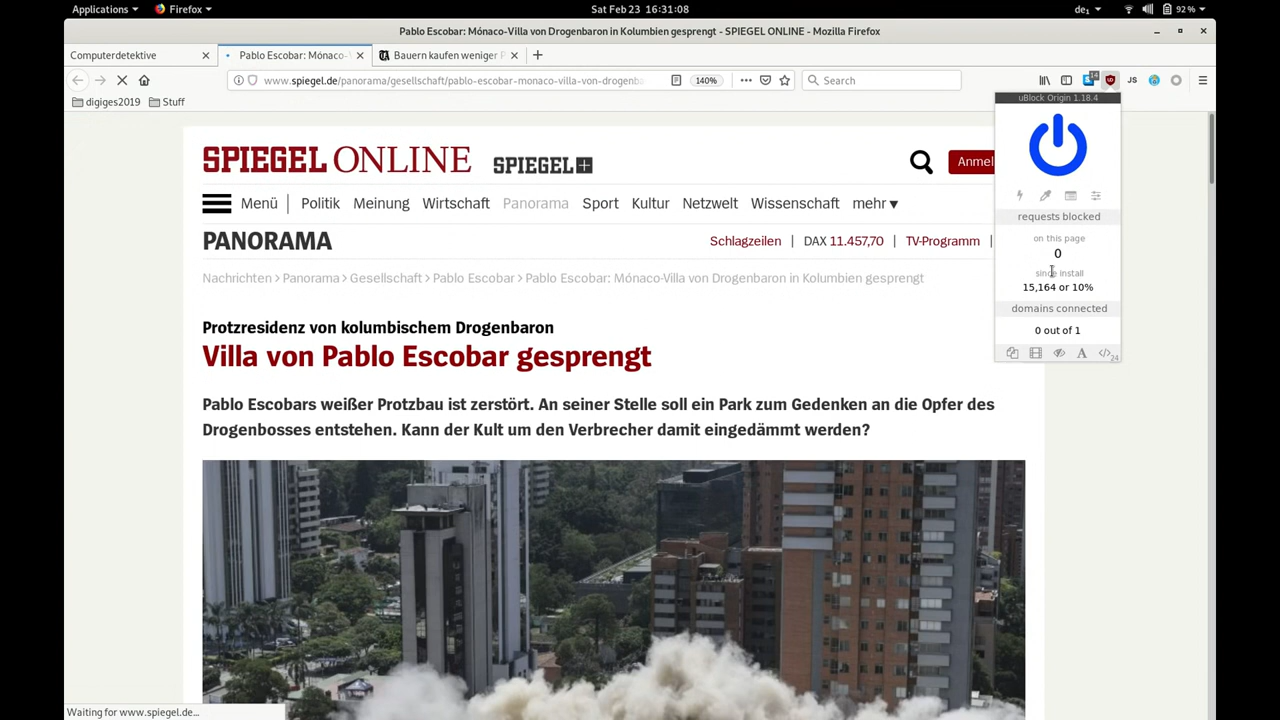 Applications
Firefox
Sat Feb 23 16:31:08
de₁
92%
Pablo Escobar: Mónaco-Villa von Drogenbaron in Kolumbien gesprengt - SPIEGEL ONLINE - Mozilla Firefox
Computerdetektive
Pablo Escobar: Mónaco-V
Bauern kaufen weniger P
www.spiegel.de/panorama/gesellschaft/pablo-escobar-monaco-villa-von-drogenba
140%
Search
14
JS
digiges2019
Stuff
uBlock Origin 1.18.4
SPIEGEL ONLINE
SPIEGEL+
Anmel
Menü
Politik
Meinung
Wirtschaft
Panorama
Sport
Kultur
Netzwelt
Wissenschaft
mehr ▾
requests blocked
on this page
0
since install
15,164 or 10%
domains connected
0 out of 1
24
PANORAMA
Schlagzeilen | DAX 11.457,70 | TV-Programm |
Nachrichten > Panorama > Gesellschaft > Pablo Escobar > Pablo Escobar: Mónaco-Villa von Drogenbaron in Kolumbien gesprengt
Protzresidenz von kolumbischem Drogenbaron
Villa von Pablo Escobar gesprengt
Pablo Escobars weißer Protzbau ist zerstört. An seiner Stelle soll ein Park zum Gedenken an die Opfer des
Drogenbosses entstehen. Kann der Kult um den Verbrecher damit eingedämmt werden?
Waiting for www.spiegel.de...